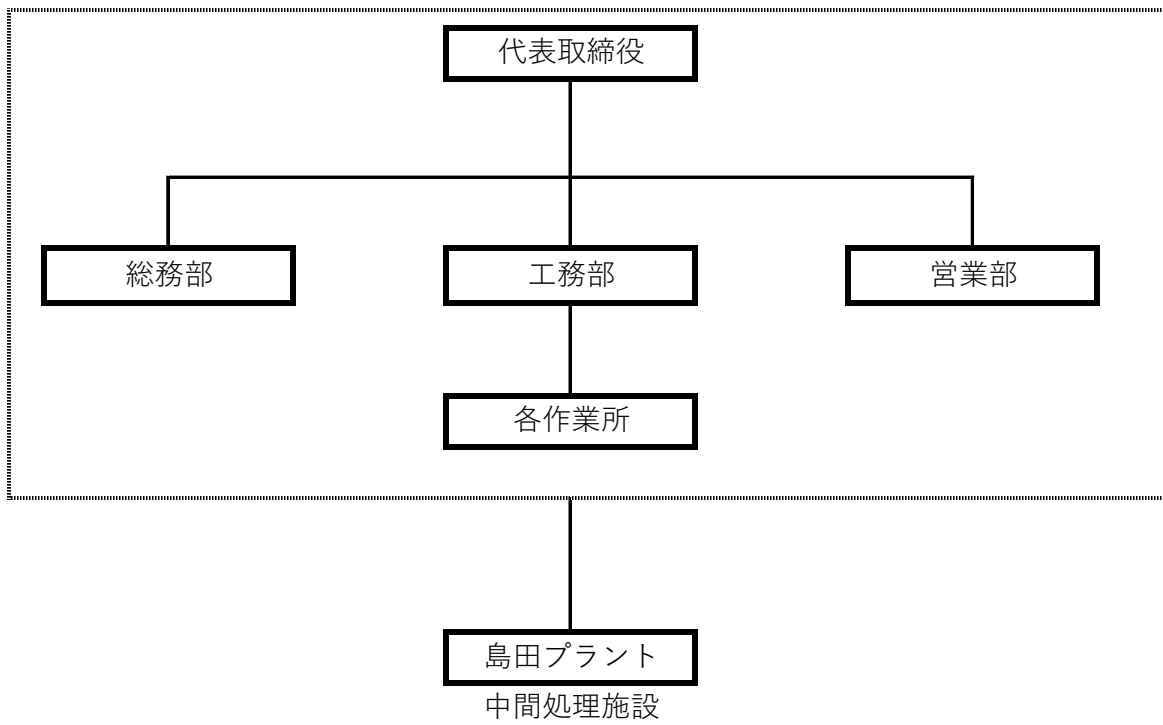 代表取締役
総務部
工務部
営業部
各作業所
島田プラント
中間処理施設